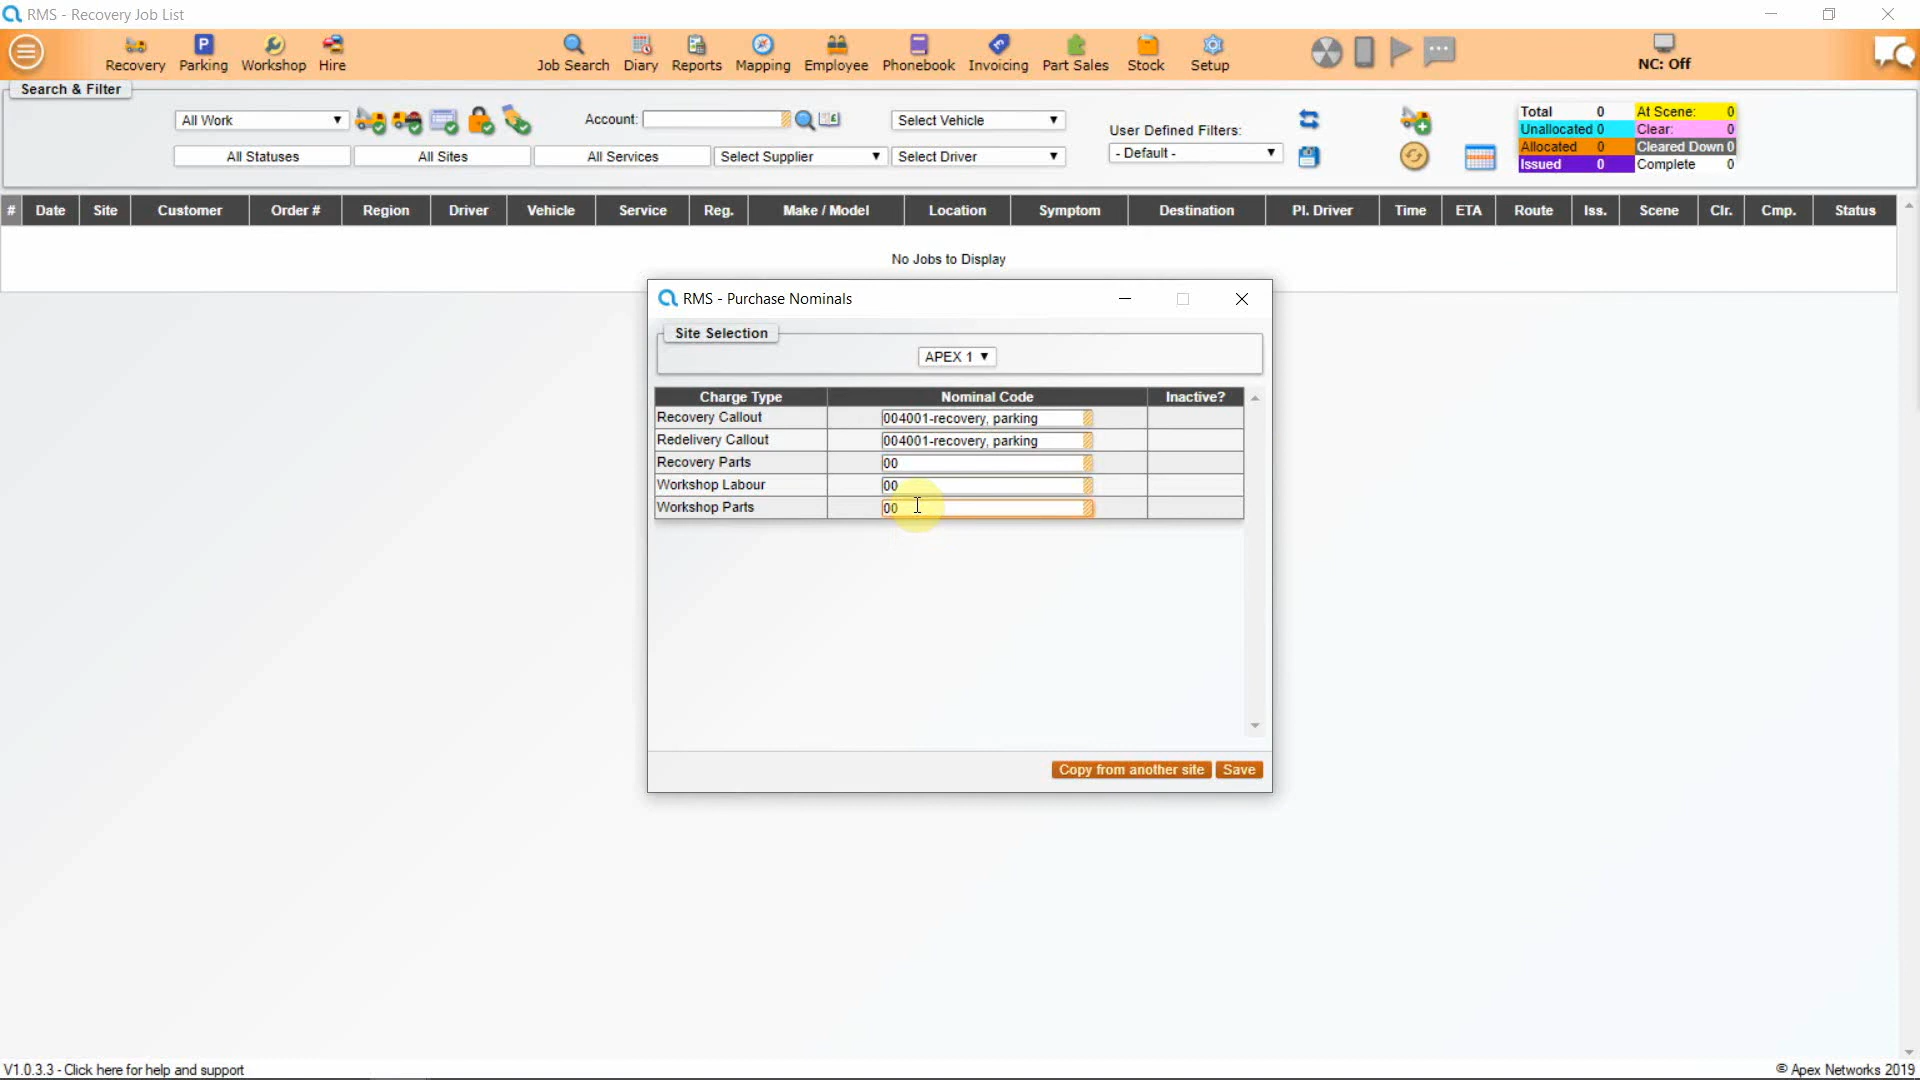 RMS - Recovery Job List
Recovery Parking Workshop Hire Job Search Diary Reports Mapping Employee Phonebook Invoicing Part Sales Stock Setup NC: Off
Search & Filter
All Work Account: Select Vehicle User Defined Filters:
All Statuses All Sites All Services Select Supplier Select Driver - Default -
Total 0 At Scene: 0
Unallocated 0 Clear: 0
Allocated 0 Cleared Down 0
Issued 0 Complete 0
# Date Site Customer Order # Region Driver Vehicle Service Reg. Make / Model Location Symptom Destination Pl. Driver Time ETA Route Iss. Scene Clr. Cmp. Status
No Jobs to Display
RMS - Purchase Nominals
Site Selection
APEX 1
Charge Type Nominal Code Inactive?
Recovery Callout 004001-recovery, parking
Redelivery Callout 004001-recovery, parking
Recovery Parts 00
Workshop Labour 00
Workshop Parts 00
Copy from another site Save
V1.0.3.3 - Click here for help and support © Apex Networks 2019